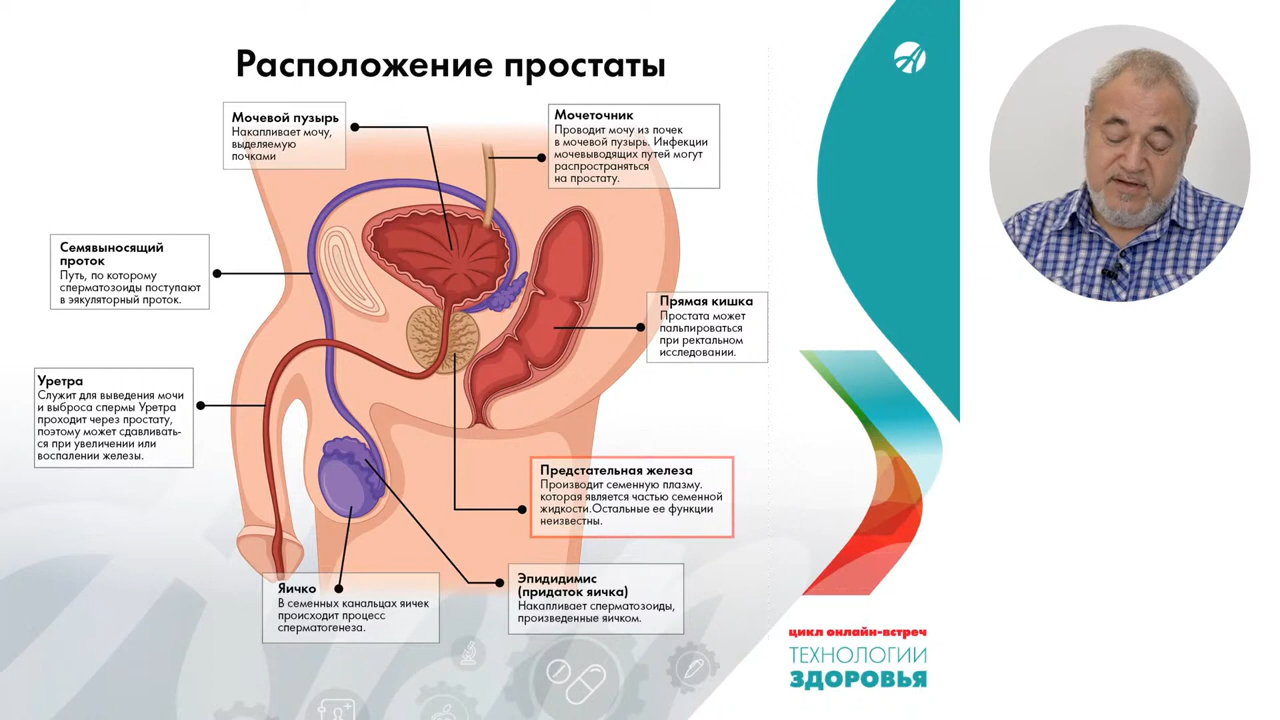 Расположение простаты
Мочевой пузырь
Накапливает мочу,
выделяемую
почками
Мочеточник
Проводит мочу из почек
в мочевой пузырь. Инфекции
мочевыводящих путей могут
распространяться
на простату.
Семявыносящий
проток
Путь, по которому
сперматозоиды поступают
в эякуляторный проток.
Прямая кишка
Простата может
пальпироваться
при ректальном
исследовании.
Уретра
Служит для выведения мочи
и выброса спермы Уретра
проходит через простату,
поэтому может сдавливать-
ся при увеличении или
воспалении железы.
Предстательная железа
Производит семенную плазму.
которая является частью семенной
жидкости.Остальные ее функции
неизвестны.
Эпидидимис
(придаток яичка)
Накапливает сперматозоиды,
произведенные яичком.
Яичко
В семенных канальцах яичек
происходит процесс
сперматогенеза.
цикл онлайн-встреч
ТЕХНОЛОГИИ
ЗДОРОВЬЯ